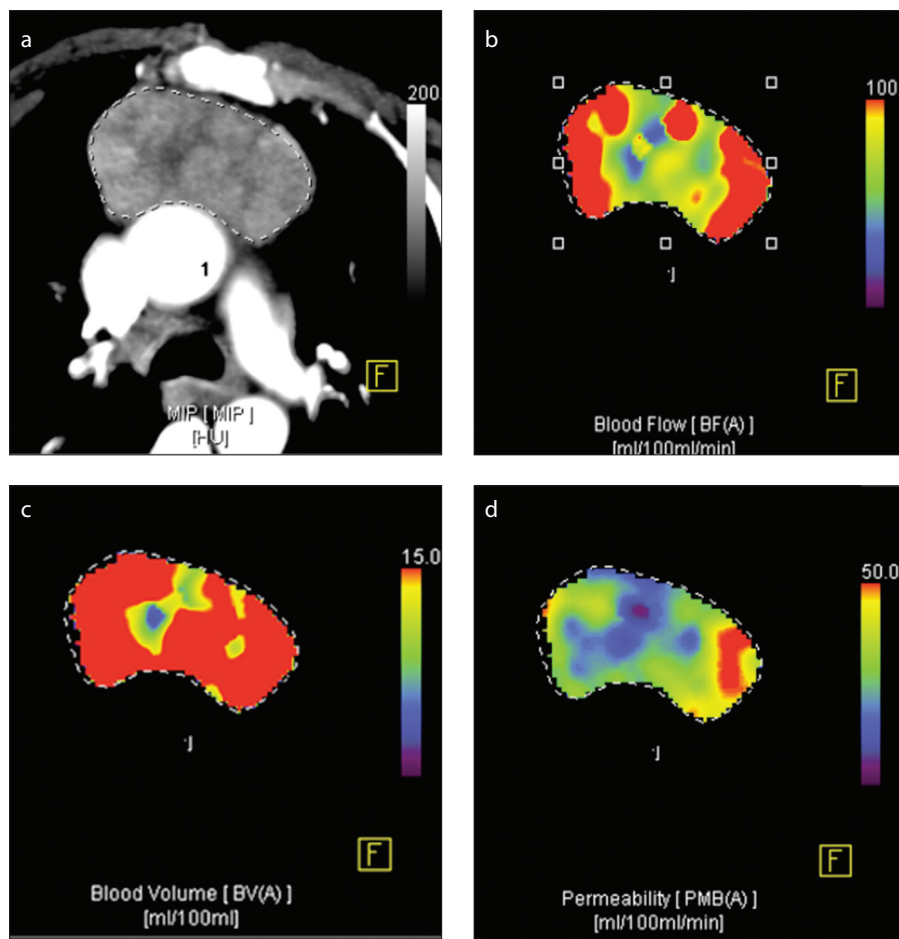 a
200
1
F
MIP [ MIP ]
[HU]
b
100
F
Blood Flow [ BF(A) ]
[ml/100ml/min]
c
15.0
F
Blood Volume [ BV(A) ]
[ml/100ml]
d
50.0
F
Permeability [ PMB(A) ]
[ml/100ml/min]